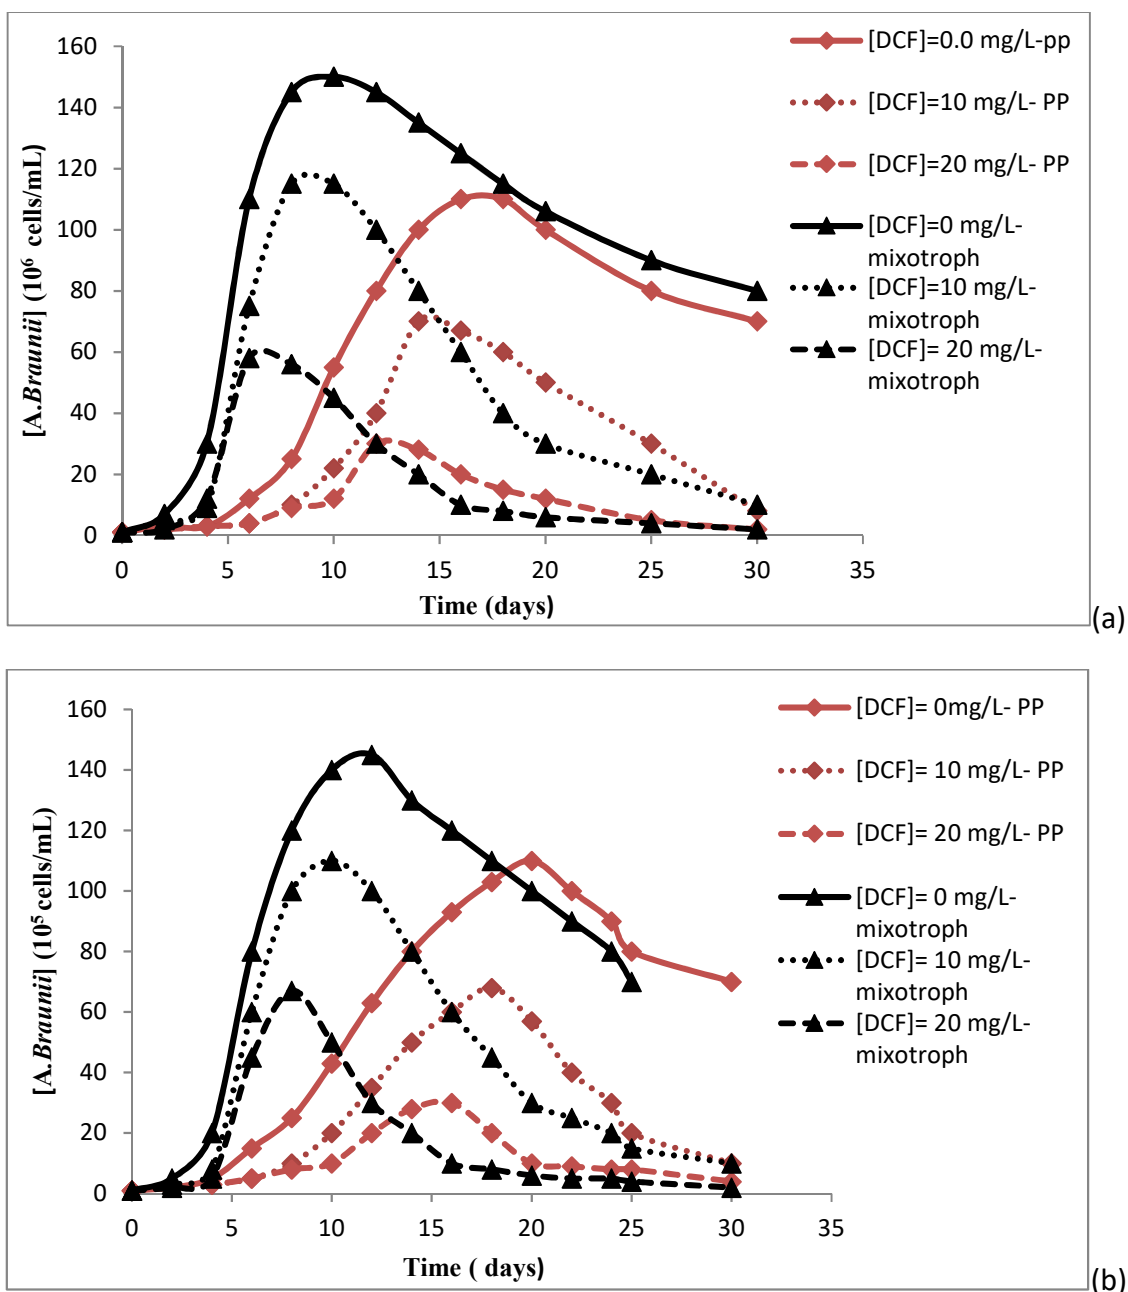 [DCF]=0.0 mg/L-pp
[DCF]=10 mg/L- PP
[DCF]=20 mg/L- PP
[DCF]=0 mg/L-
mixotroph
[DCF]=10 mg/L-
mixotroph
[DCF]= 20 mg/L-
mixotroph
[A.Braunii] (10⁶ cells/mL)
160
140
120
100
80
60
40
20
0
0 5 10 15 20 25 30 35
Time (days)
(a)
[DCF]= 0mg/L- PP
[DCF]= 10 mg/L- PP
[DCF]= 20 mg/L- PP
[DCF]= 0 mg/L-
mixotroph
[DCF]= 10 mg/L-
mixotroph
[DCF]= 20 mg/L-
mixotroph
[A.Braunii] (10⁵ cells/mL)
160
140
120
100
80
60
40
20
0
0 5 10 15 20 25 30 35
Time ( days)
(b)